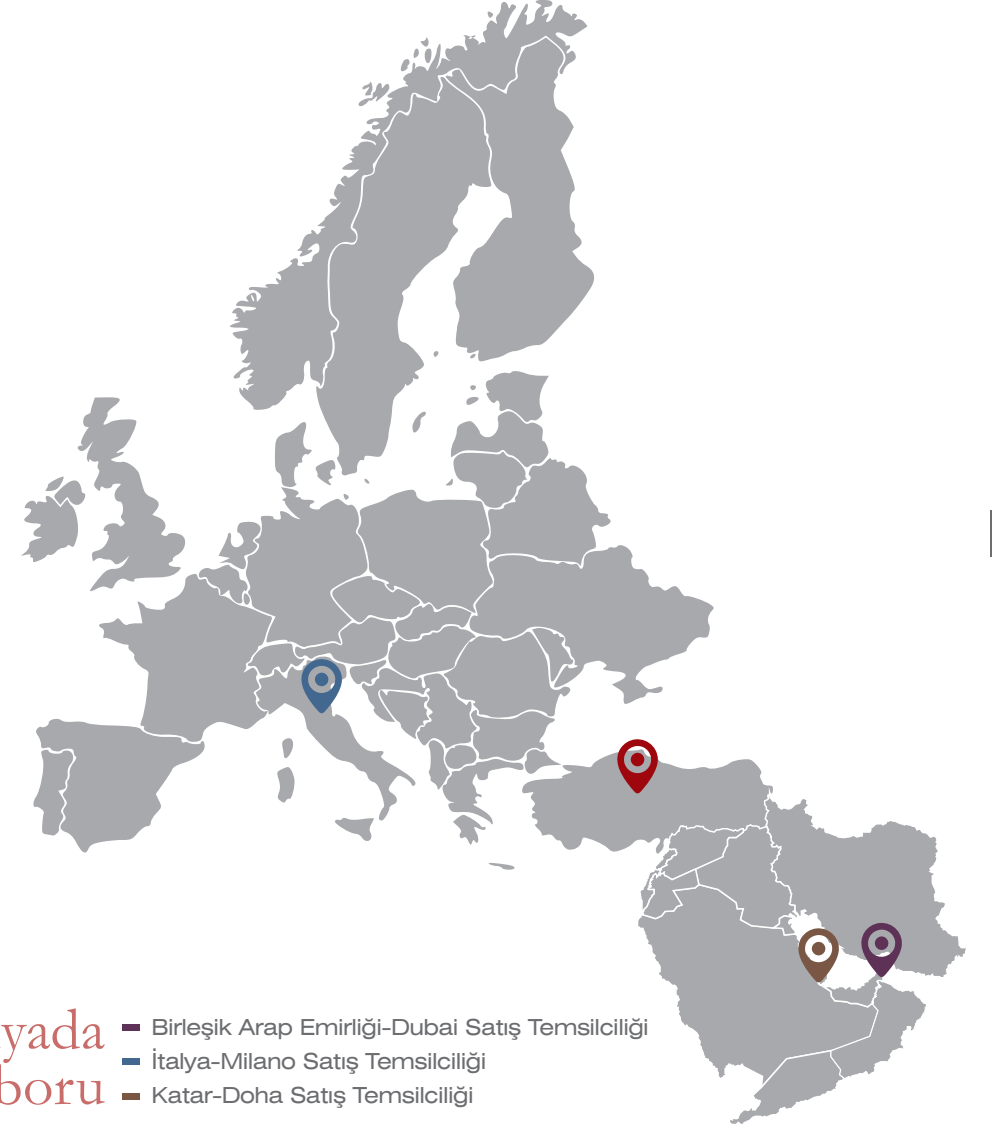 yada
boru
Birleşik Arap Emirliği-Dubai Satış Temsilciliği
İtalya-Milano Satış Temsilciliği
Katar-Doha Satış Temsilciliği